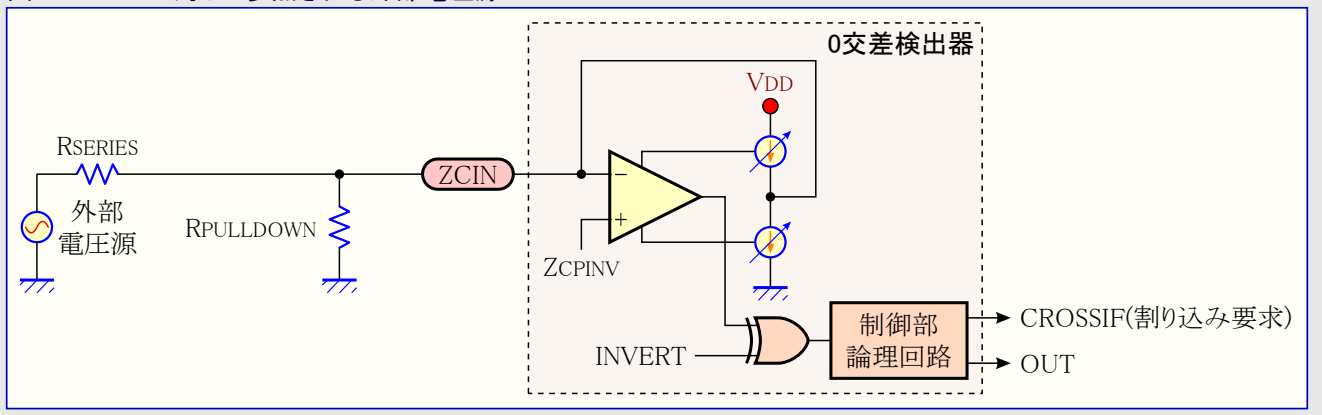 0交差検出器
VDD
RSERIES
ZCIN
−
外部
電圧源
RPULLDOWN
+
ZCPINV
制御部
論理回路
CROSSIF(割り込み要求)
INVERT
OUT